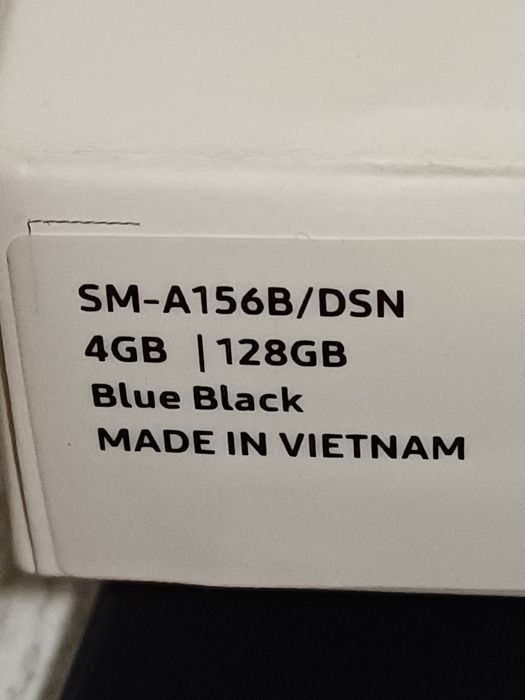 SM-A156B/DSN
4GB | 128GB
Blue Black
MADE IN VIETNAM